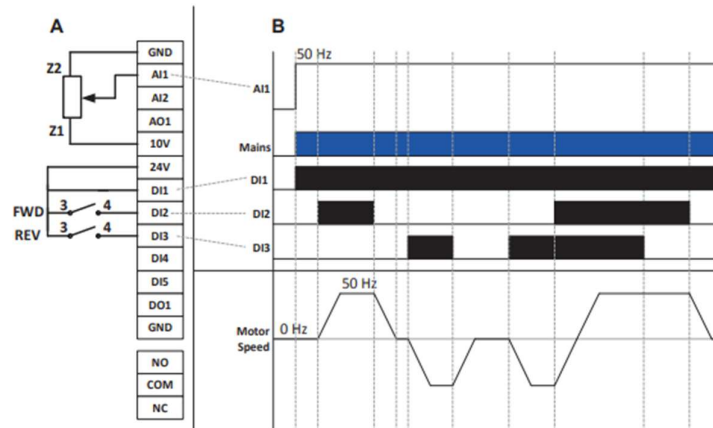 A
B
GND
Z2
AI1
AI2
AO1
Z1
10V
24V
DI1
FWD 3 4 DI2
REV 3 4 DI3
DI4
DI5
DO1
GND
NO
COM
NC
50 Hz
AI1
Mains
DI1
DI2
DI3
50 Hz
0 Hz
Motor
Speed